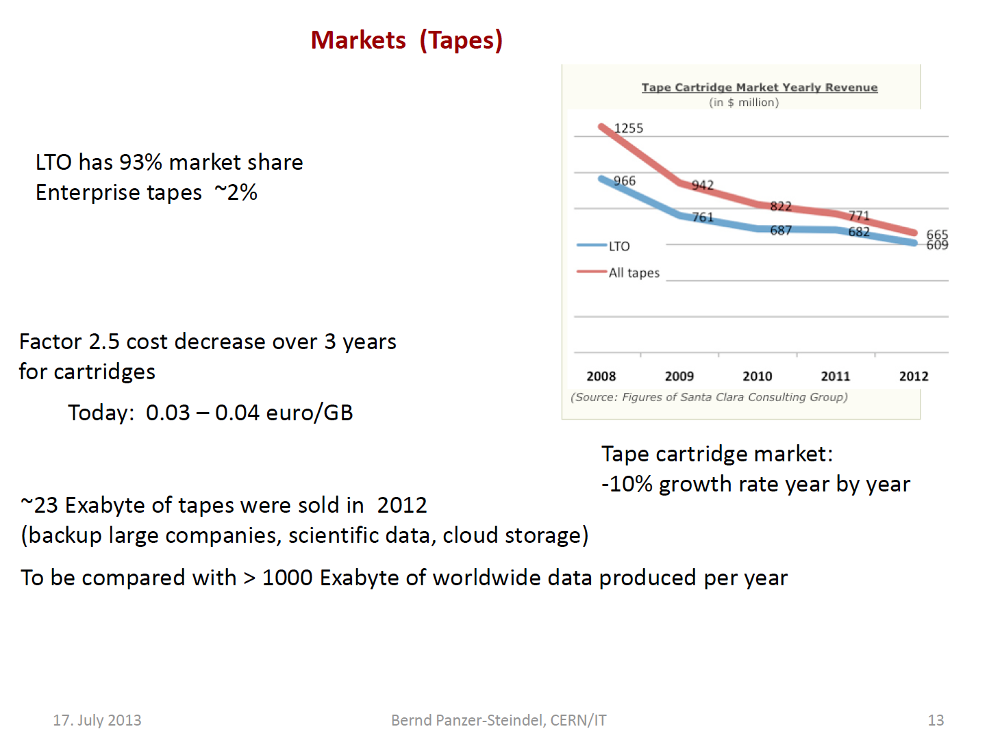 Markets (Tapes)
LTO has 93% market share
Enterprise tapes ~2%
Tape Cartridge Market Yearly Revenue
(in $ million)
1255
966
942
761
822
687
771
682
665
609
LTO
All tapes
2008 2009 2010 2011 2012
(Source: Figures of Santa Clara Consulting Group)
Factor 2.5 cost decrease over 3 years
for cartridges
Today: 0.03 – 0.04 euro/GB
Tape cartridge market:
-10% growth rate year by year
~23 Exabyte of tapes were sold in 2012
(backup large companies, scientific data, cloud storage)
To be compared with > 1000 Exabyte of worldwide data produced per year
17. July 2013
Bernd Panzer-Steindel, CERN/IT
13